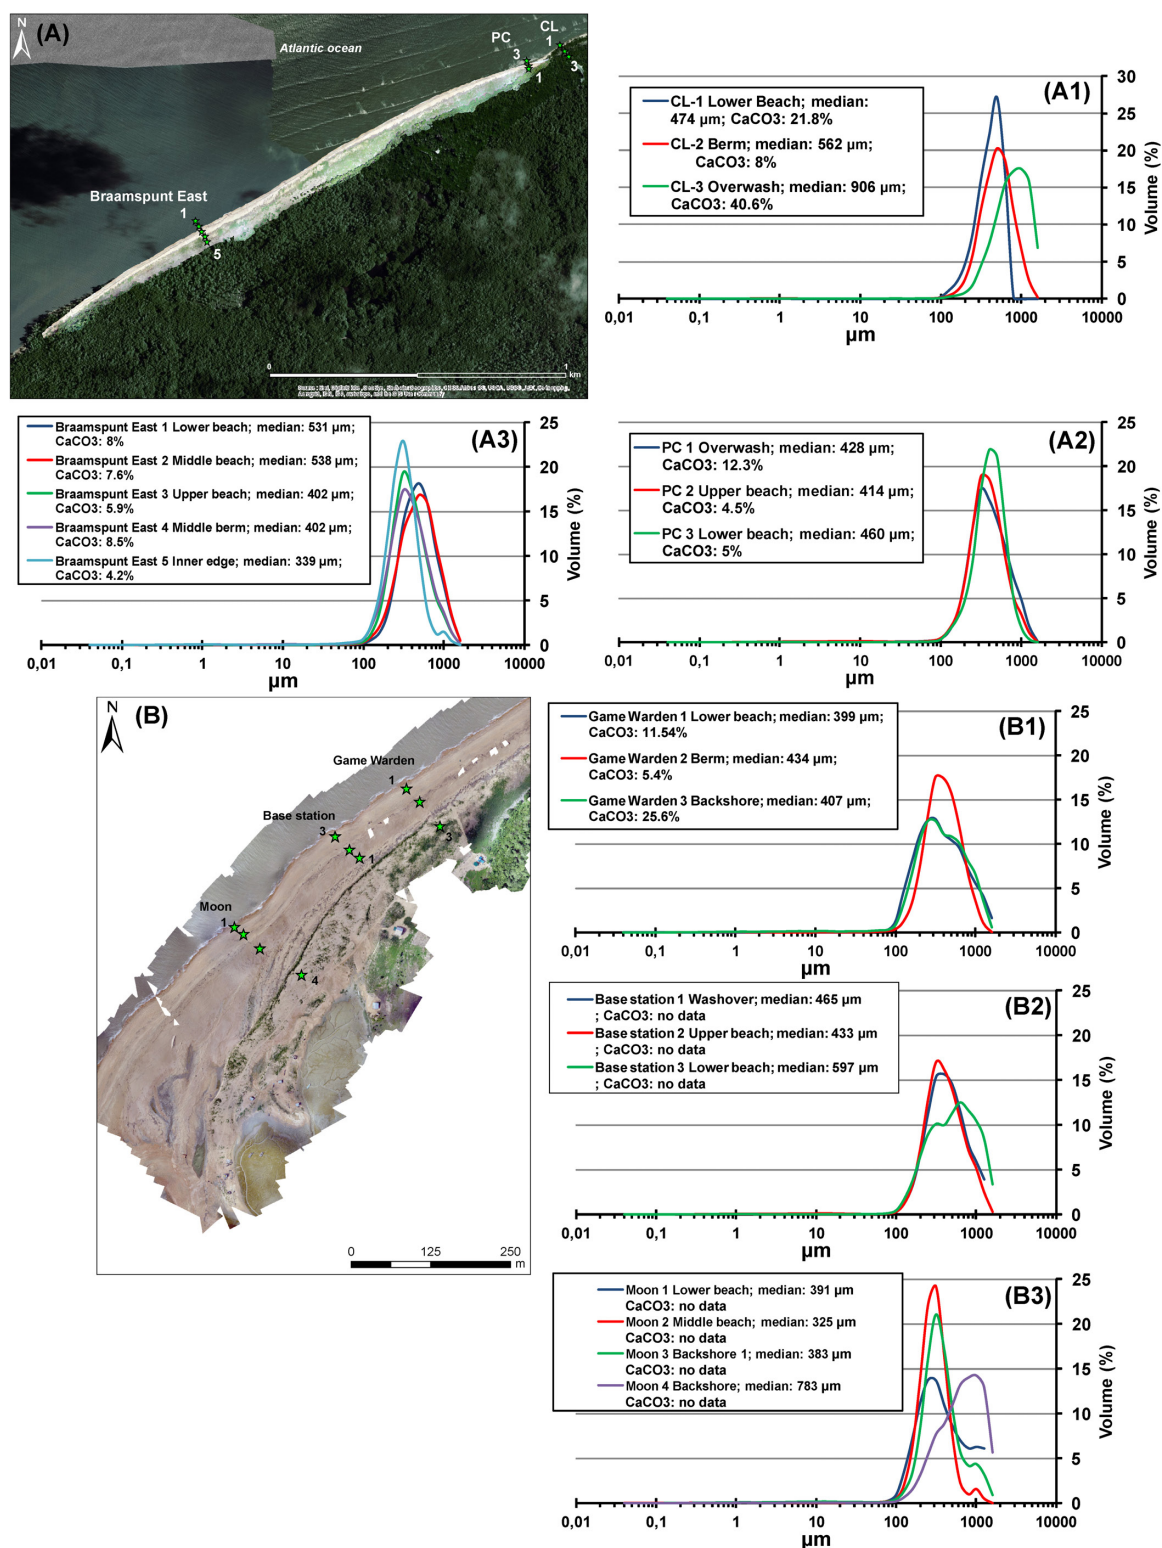 N
(A)
Atlantic ocean
PC
3
1
CL
1
3
Braamspunt East
1
5
0
1
km
(A1)
CL-1 Lower Beach; median:
474 µm; CaCO3: 21.8%
CL-2 Berm; median: 562 µm;
CaCO3: 8%
CL-3 Overwash; median: 906 µm;
CaCO3: 40.6%
30
25
20
15
10
5
0
Volume (%)
0,01 0,1 1 10 100 1000 10000
µm
(A3)
Braamspunt East 1 Lower beach; median: 531 µm;
CaCO3: 8%
Braamspunt East 2 Middle beach; median: 538 µm;
CaCO3: 7.6%
Braamspunt East 3 Upper beach; median: 402 µm;
CaCO3: 5.9%
Braamspunt East 4 Middle berm; median: 402 µm;
CaCO3: 8.5%
Braamspunt East 5 Inner edge; median: 339 µm;
CaCO3: 4.2%
25
20
15
10
5
0
Volume (%)
0,01 0,1 1 10 100 1000 10000
µm
(A2)
PC 1 Overwash; median: 428 µm;
CaCO3: 12.3%
PC 2 Upper beach; median: 414 µm;
CaCO3: 4.5%
PC 3 Lower beach; median: 460 µm;
CaCO3: 5%
25
20
15
10
5
0
Volume (%)
0,01 0,1 1 10 100 1000 10000
µm
N
(B)
Game Warden
1
3
Base station
3
1
Moon
1
4
0 125 250
m
(B1)
Game Warden 1 Lower beach; median: 399 µm;
CaCO3: 11.54%
Game Warden 2 Berm; median: 434 µm;
CaCO3: 5.4%
Game Warden 3 Backshore; median: 407 µm;
CaCO3: 25.6%
25
20
15
10
5
0
Volume (%)
0,01 0,1 1 10 100 1000 10000
µm
(B2)
Base station 1 Washover; median: 465 µm
; CaCO3: no data
Base station 2 Upper beach; median: 433 µm
; CaCO3: no data
Base station 3 Lower beach; median: 597 µm
; CaCO3: no data
25
20
15
10
5
0
Volume (%)
0,01 0,1 1 10 100 1000 10000
µm
(B3)
Moon 1 Lower beach; median: 391 µm
CaCO3: no data
Moon 2 Middle beach; median: 325 µm
CaCO3: no data
Moon 3 Backshore 1; median: 383 µm
CaCO3: no data
Moon 4 Backshore; median: 783 µm
CaCO3: no data
25
20
15
10
5
0
Volume (%)
0,01 0,1 1 10 100 1000 10000
µm